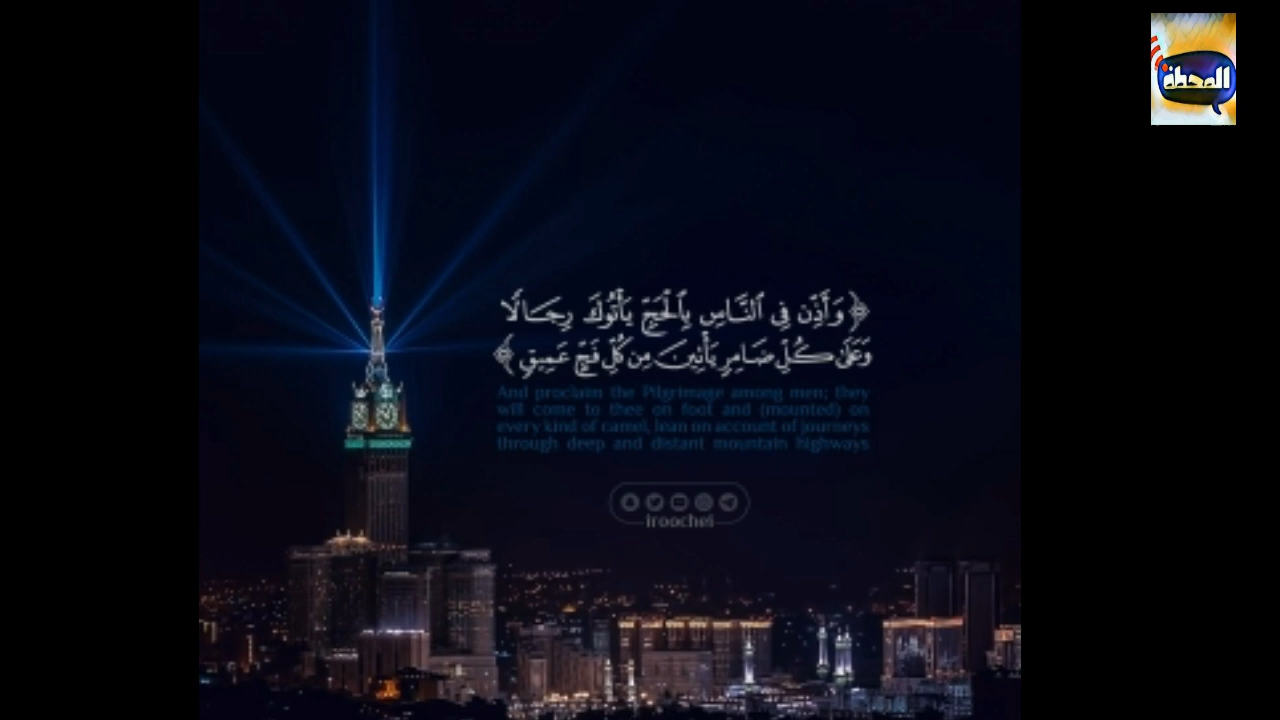 المحطة
﴿ وَأَذِّن فِي ٱلنَّاسِ بِٱلْحَجِّ يَأْتُوكَ رِجَالًا
وَعَلَىٰ كُلِّ ضَامِرٍ يَأْتِينَ مِن كُلِّ فَجٍّ عَمِيقٍ ﴾
And proclaim the Pilgrimage among men; they
will come to thee on foot and (mounted) on
every kind of camel, lean on account of journeys
through deep and distant mountain highways
iroochei